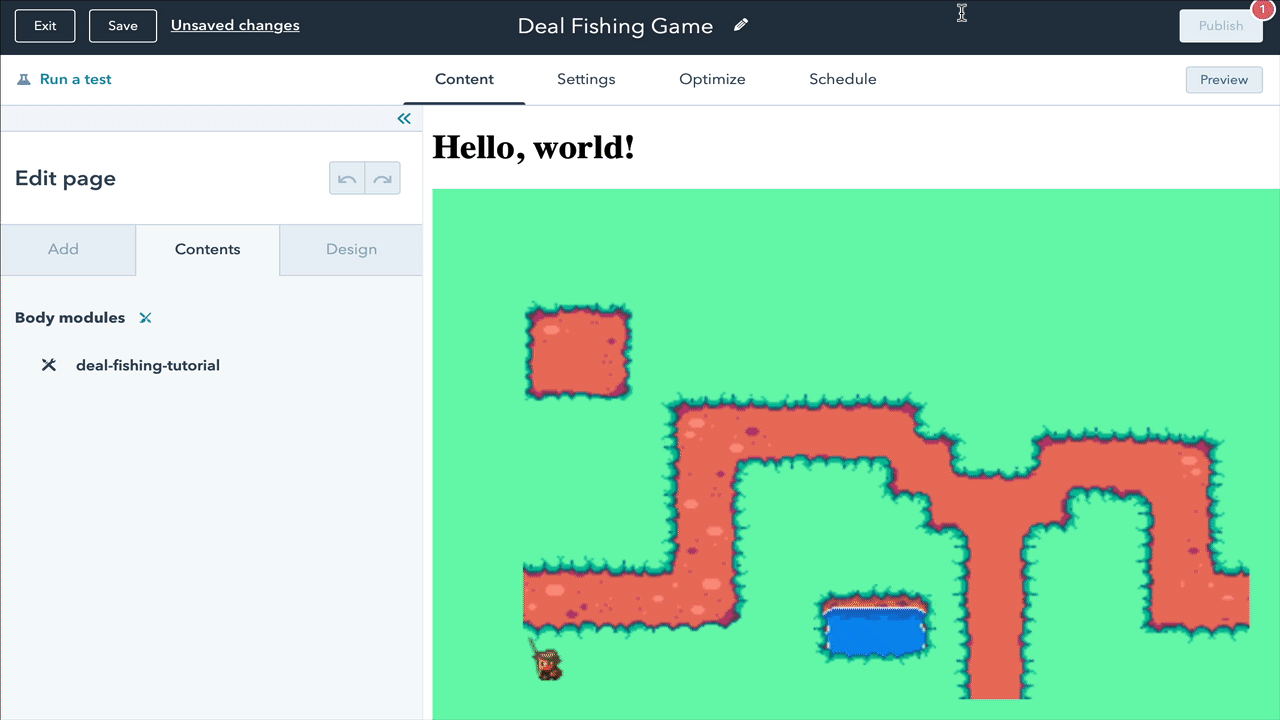 Exit Save Unsaved changes Deal Fishing Game Publish 1
Run a test Content Settings Optimize Schedule Preview
Hello, world!
Edit page
Add Contents Design
Body modules
deal-fishing-tutorial